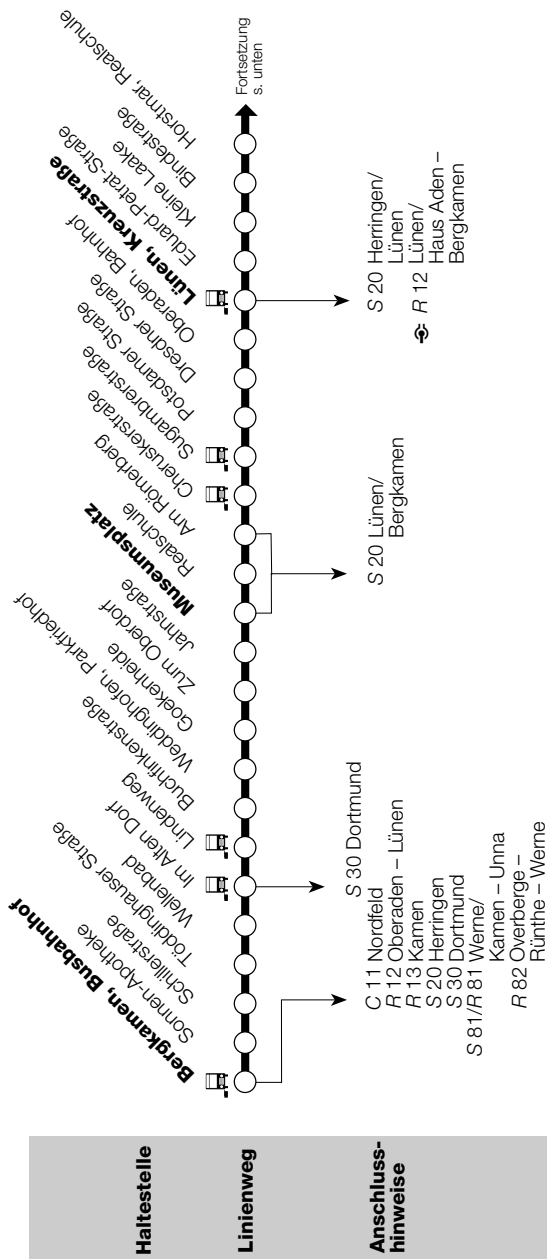 Haltestelle
Bergkamen, Busbahnhof
Sonnen-Apotheke
Schillerstraße
Töddinghauser Straße
Wellenbad
Im Alten Dorf
Lindenweg
Buchfinkenstraße
Weddinghofen, Parkfriedhof
Goekenheide
Zum Oberdorf
Jahnstraße
Museumsplatz
Realschule
Am Römerberg
Cheruskerstraße
Sugambrerstraße
Potsdamer Straße
Dresdner Straße
Oberaden, Bahnhof
Lünen, Kreuzstraße
Eduard-Petrat-Straße
Kleine Laake
Bindestraße
Horstmar, Realschule
Linienweg
Fortsetzung
s. unten
Anschluss-
hinweise
C 11 Nordfeld
R 12 Oberaden – Lünen
R 13 Kamen
S 20 Herringen
S 30 Dortmund
S 81/R 81 Werne/
Kamen – Unna
R 82 Overberge –
Rünthe – Werne
S 30 Dortmund
S 20 Lünen/
Bergkamen
S 20 Herringen/
Lünen
R 12 Lünen/
Haus Aden –
Bergkamen